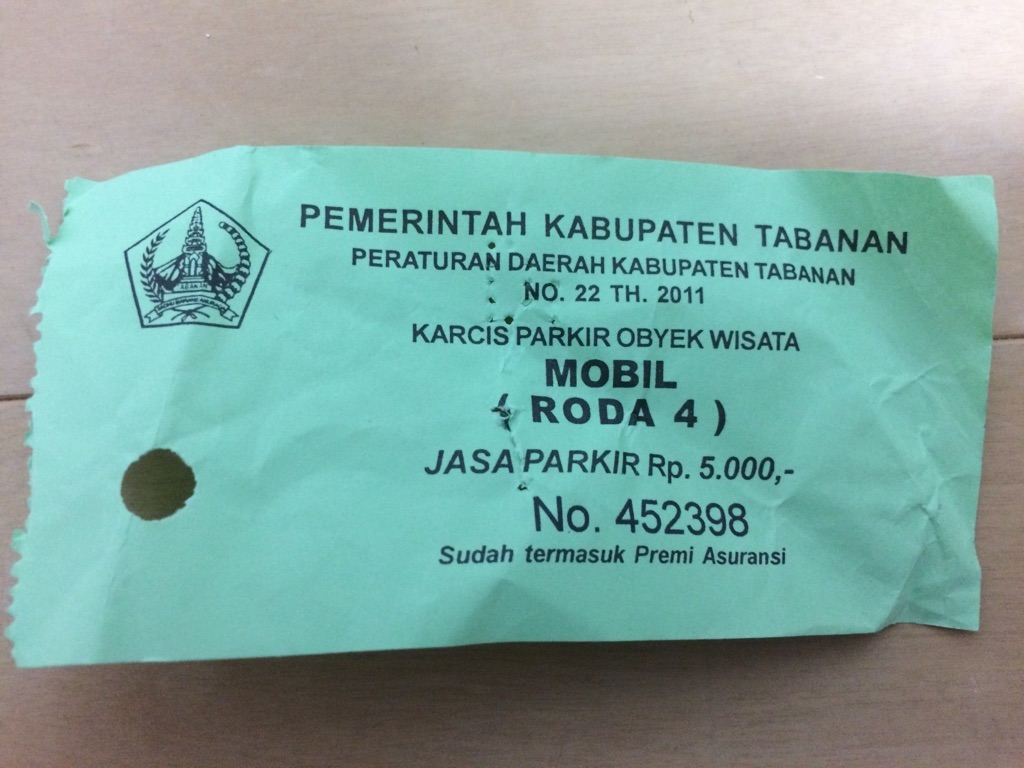 PEMERINTAH KABUPATEN TABANAN
PERATURAN DAERAH KABUPATEN TABANAN
NO. 22 TH. 2011
KARCIS PARKIR OBYEK WISATA
MOBIL
( RODA 4 )
JASA PARKIR Rp. 5.000,-
No. 452398
Sudah termasuk Premi Asuransi